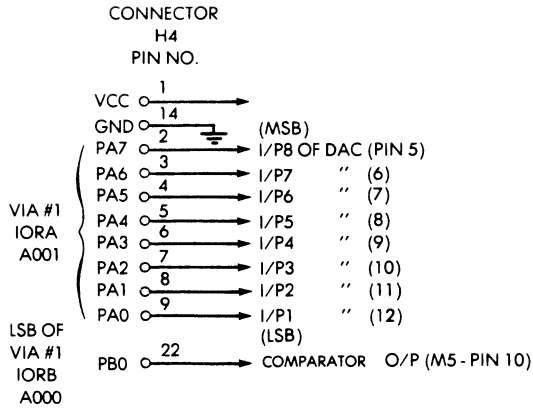 CONNECTOR
H4
PIN NO.
VCC 1
GND 14
(MSB)
PA7 2 I/P8 OF DAC (PIN 5)
PA6 3 I/P7 " (6)
PA5 4 I/P6 " (7)
VIA #1
IORA
A001
PA4 5 I/P5 " (8)
PA3 6 I/P4 " (9)
PA2 7 I/P3 " (10)
PA1 8 I/P2 " (11)
PA0 9 I/P1 " (12)
(LSB)
LSB OF
VIA #1
IORB
A000
PB0 22 COMPARATOR O/P (M5 - PIN 10)